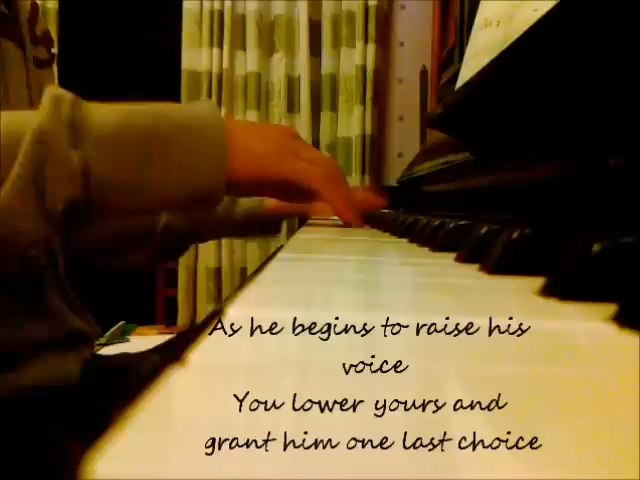 As he begins to raise his
voice
You lower yours and
grant him one last choice